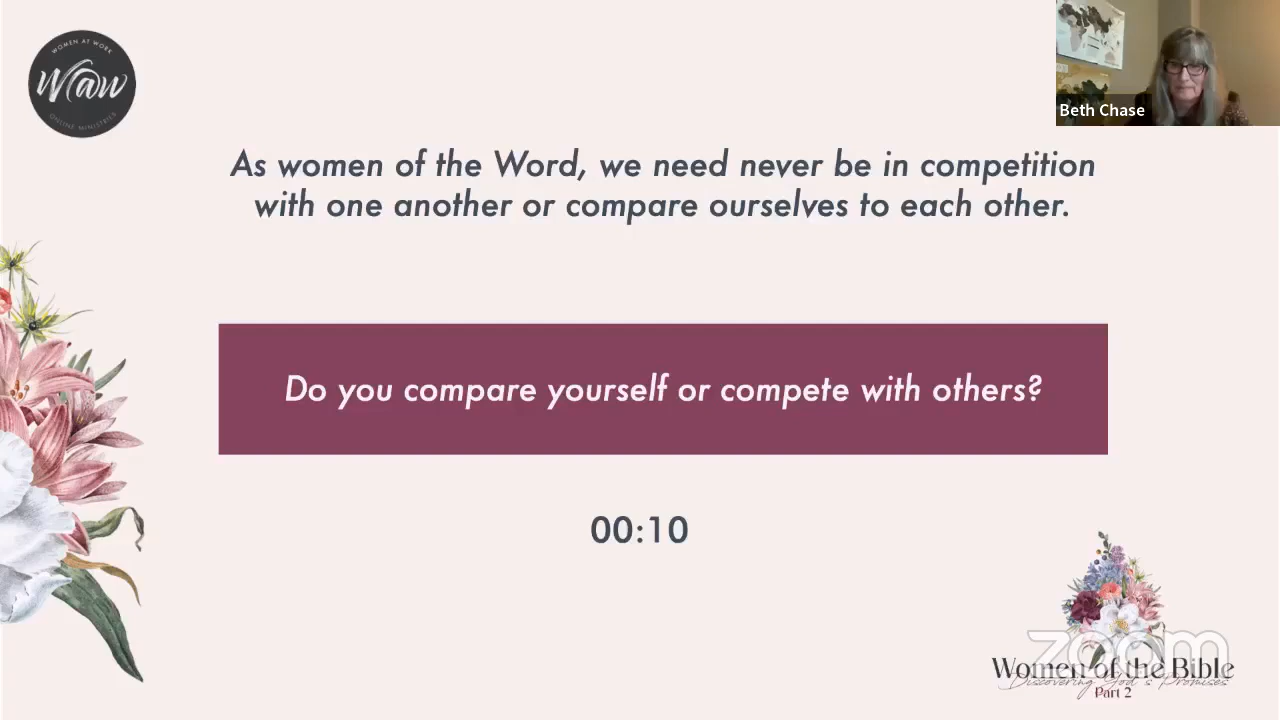 WOMEN AT WORK
W@W
ONLINE MINISTRIES
Beth Chase
As women of the Word, we need never be in competition
with one another or compare ourselves to each other.
Do you compare yourself or compete with others?
00:10
zoom
Women of the Bible
Discovering God's Promises
Part 2